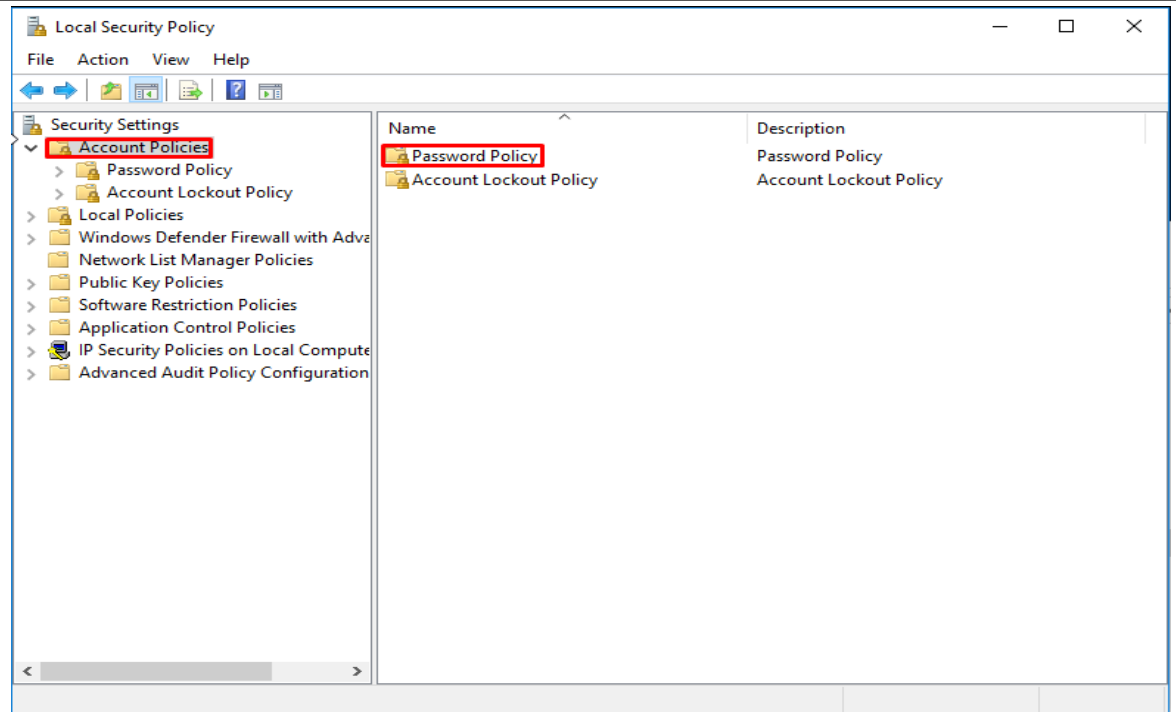 Local Security Policy
File Action View Help
Security Settings
Account Policies
Password Policy
Account Lockout Policy
Local Policies
Windows Defender Firewall with Adva
Network List Manager Policies
Public Key Policies
Software Restriction Policies
Application Control Policies
IP Security Policies on Local Compute
Advanced Audit Policy Configuration
Name Description
Password Policy Password Policy
Account Lockout Policy Account Lockout Policy